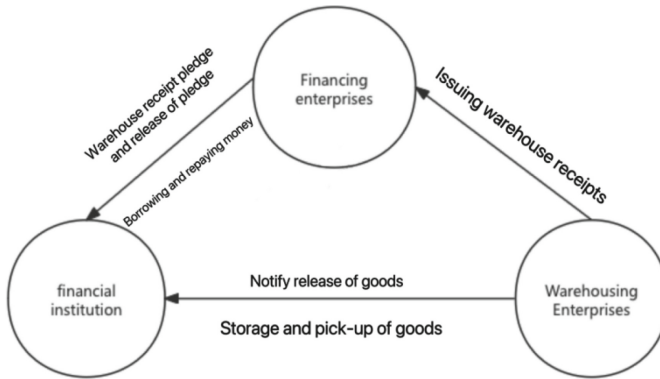 Financing
enterprises
Warehouse receipt pledge
and release of pledge
Borrowing and repaying money
Issuing warehouse receipts
financial
institution
Notify release of goods
Storage and pick-up of goods
Warehousing
Enterprises